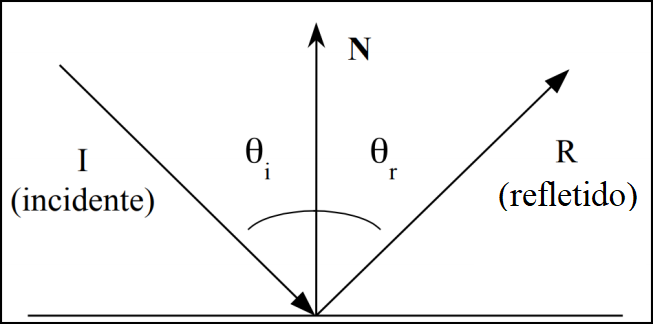 N
θi
θr
I
(incidente)
R
(refletido)